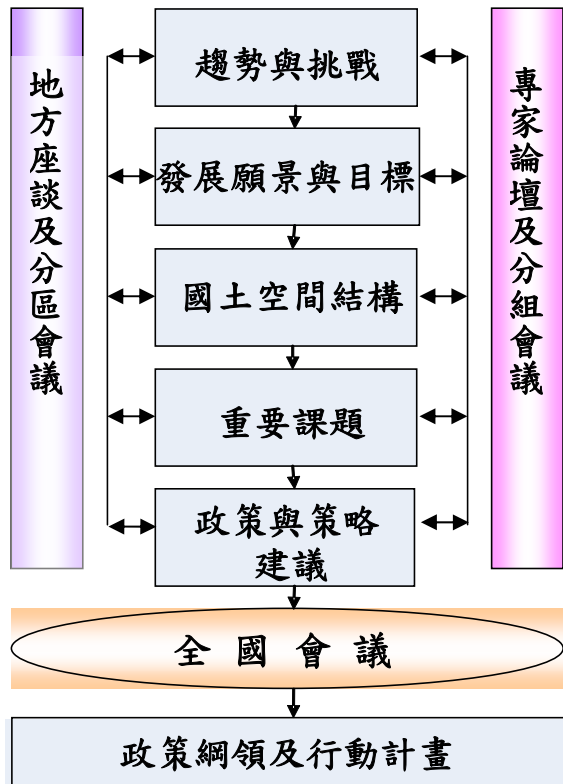 地方座談及分區會議
趨勢與挑戰
發展願景與目標
國土空間結構
重要課題
政策與策略
建議
專家論壇及分組會議
全國會議
政策綱領及行動計畫